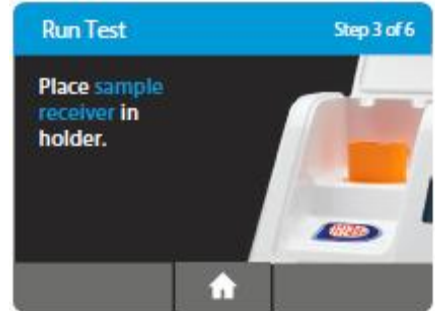 Run Test
Step 3 of 6
Place sample
receiver in
holder.